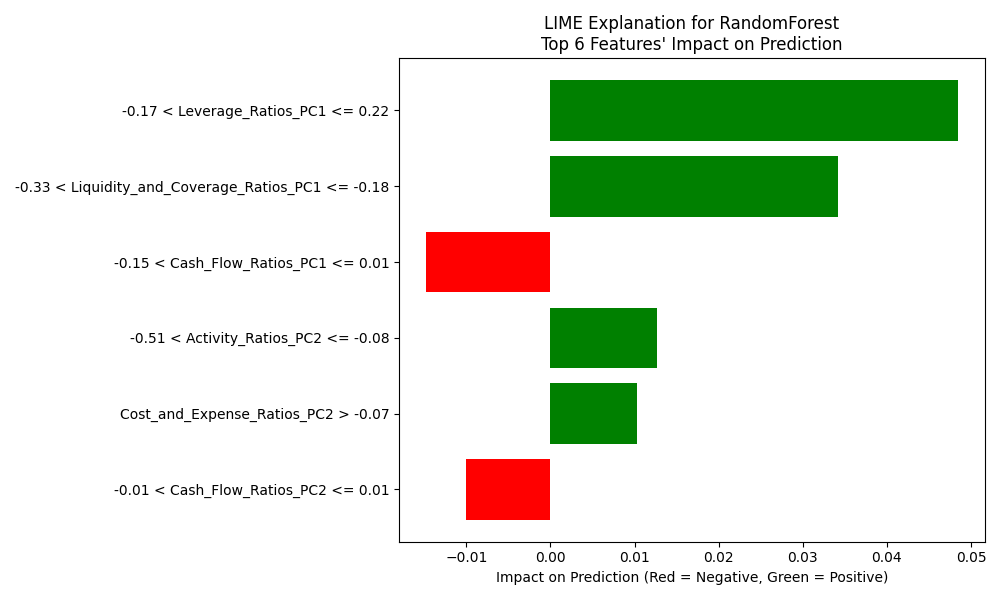 LIME Explanation for RandomForest
Top 6 Features' Impact on Prediction
-0.17 < Leverage_Ratios_PC1 <= 0.22
-0.33 < Liquidity_and_Coverage_Ratios_PC1 <= -0.18
-0.15 < Cash_Flow_Ratios_PC1 <= 0.01
-0.51 < Activity_Ratios_PC2 <= -0.08
Cost_and_Expense_Ratios_PC2 > -0.07
-0.01 < Cash_Flow_Ratios_PC2 <= 0.01
−0.01 0.00 0.01 0.02 0.03 0.04 0.05
Impact on Prediction (Red = Negative, Green = Positive)